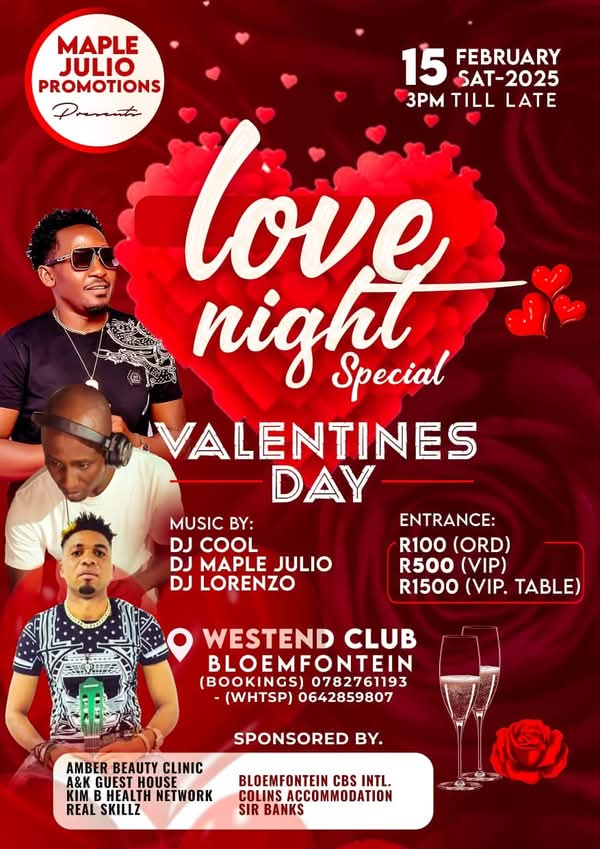 MAPLE
JULIO
PROMOTIONS
Presents
15 FEBRUARY
SAT-2025
3PM TILL LATE
love
night
Special
VALENTINES
DAY
MUSIC BY:
DJ COOL
DJ MAPLE JULIO
DJ LORENZO
ENTRANCE:
R100 (ORD)
R500 (VIP)
R1500 (VIP. TABLE)
WESTEND CLUB
BLOEMFONTEIN
(BOOKINGS) 0782761193
- (WHTSP) 0642859807
SPONSORED BY.
AMBER BEAUTY CLINIC
A&K GUEST HOUSE
KIM B HEALTH NETWORK
REAL SKILLZ
BLOEMFONTEIN CBS INTL.
COLINS ACCOMMODATION
SIR BANKS